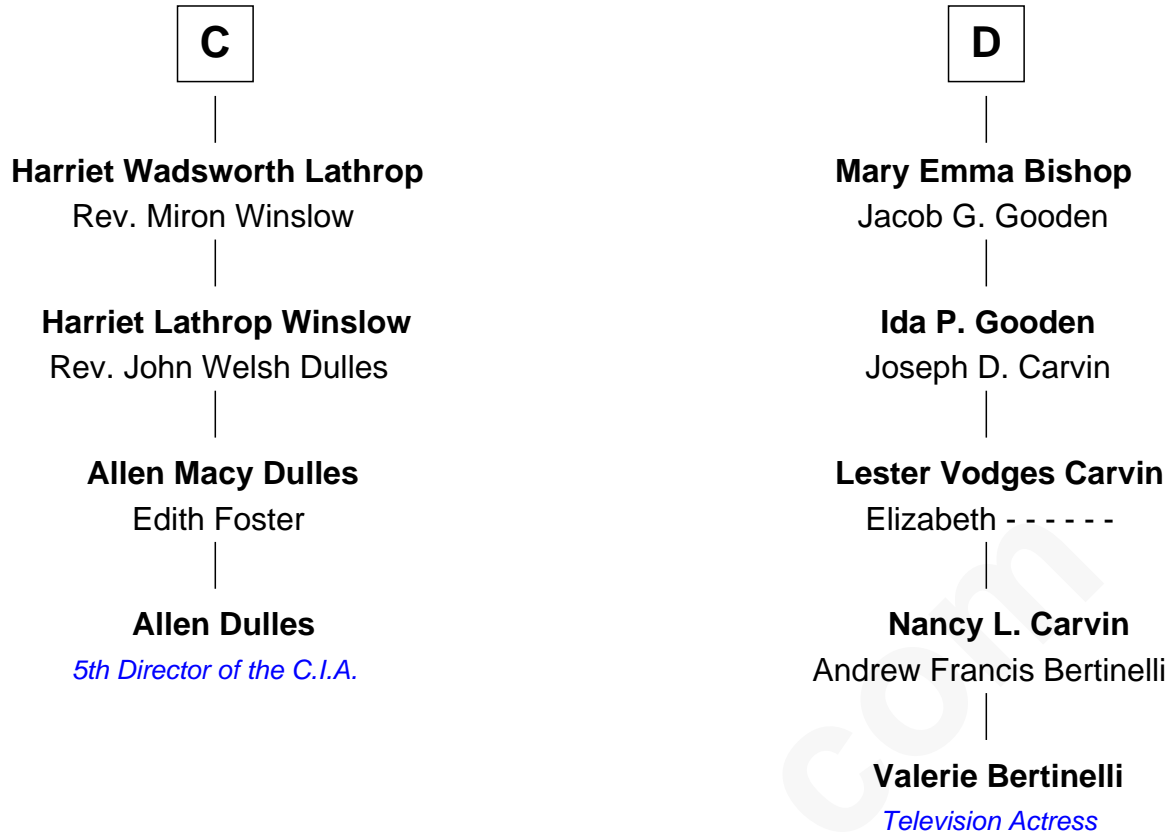 C
Harriet Wadsworth Lathrop
Rev. Miron Winslow
Harriet Lathrop Winslow
Rev. John Welsh Dulles
Allen Macy Dulles
Edith Foster
Allen Dulles
5th Director of the C.I.A.
D
Mary Emma Bishop
Jacob G. Gooden
Ida P. Gooden
Joseph D. Carvin
Lester Vodges Carvin
Elizabeth - - - - - -
Nancy L. Carvin
Andrew Francis Bertinelli
Valerie Bertinelli
Television Actress
com